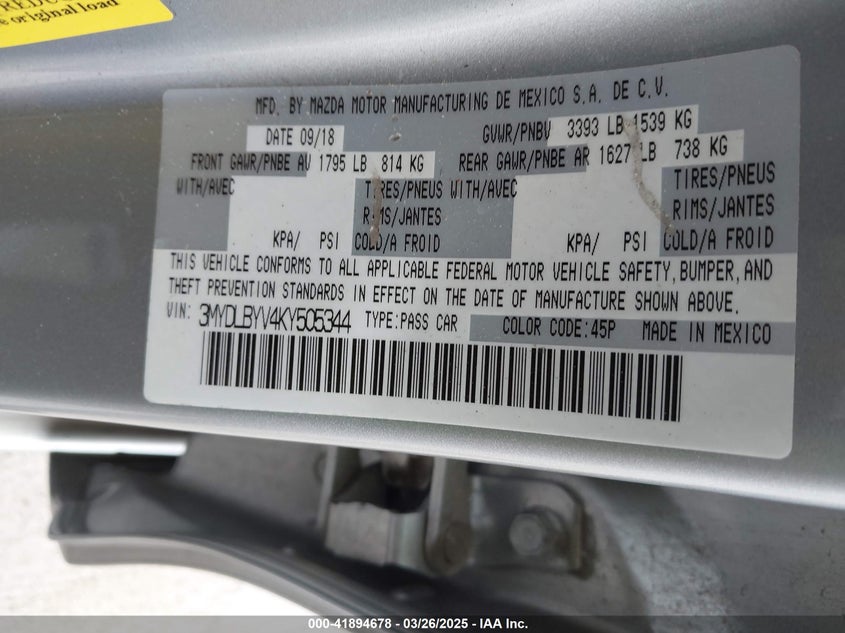 REDUC
e original load
MFD. BY MAZDA MOTOR MANUFACTURING DE MEXICO S.A. DE C.V.
DATE 09/18 GVWR/PNBV 3393 LB 1539 KG
FRONT GAWR/PNBE AV 1795 LB 814 KG REAR GAWR/PNBE AR 1627 LB 738 KG
WITH/AVEC TIRES/PNEUS WITH/AVEC TIRES/PNEUS
RIMS/JANTES RIMS/JANTES
KPA/ PSI COLD/A FROID KPA/ PSI COLD/A FROID
THIS VEHICLE CONFORMS TO ALL APPLICABLE FEDERAL MOTOR VEHICLE SAFETY, BUMPER, AND
THEFT PREVENTION STANDARDS IN EFFECT ON THE DATE OF MANUFACTURE SHOWN ABOVE.
VIN: 3MYDLBYV4KY505344 TYPE:PASS CAR COLOR CODE:45P MADE IN MEXICO
000-41894678 - 03/26/2025 - IAA Inc.